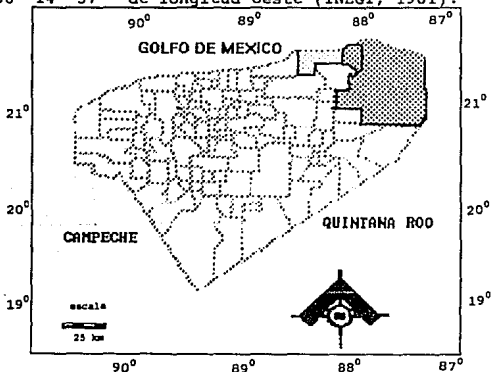 14' 37" de longitud oeste (INEGI, 1981).
90° 89° 88° 87°
GOLFO DE MEXICO
21° 21°
20° 20°
CAMPECHE QUINTANA ROO
19° 19°
escala
25 km
90° 89° 88° 87°